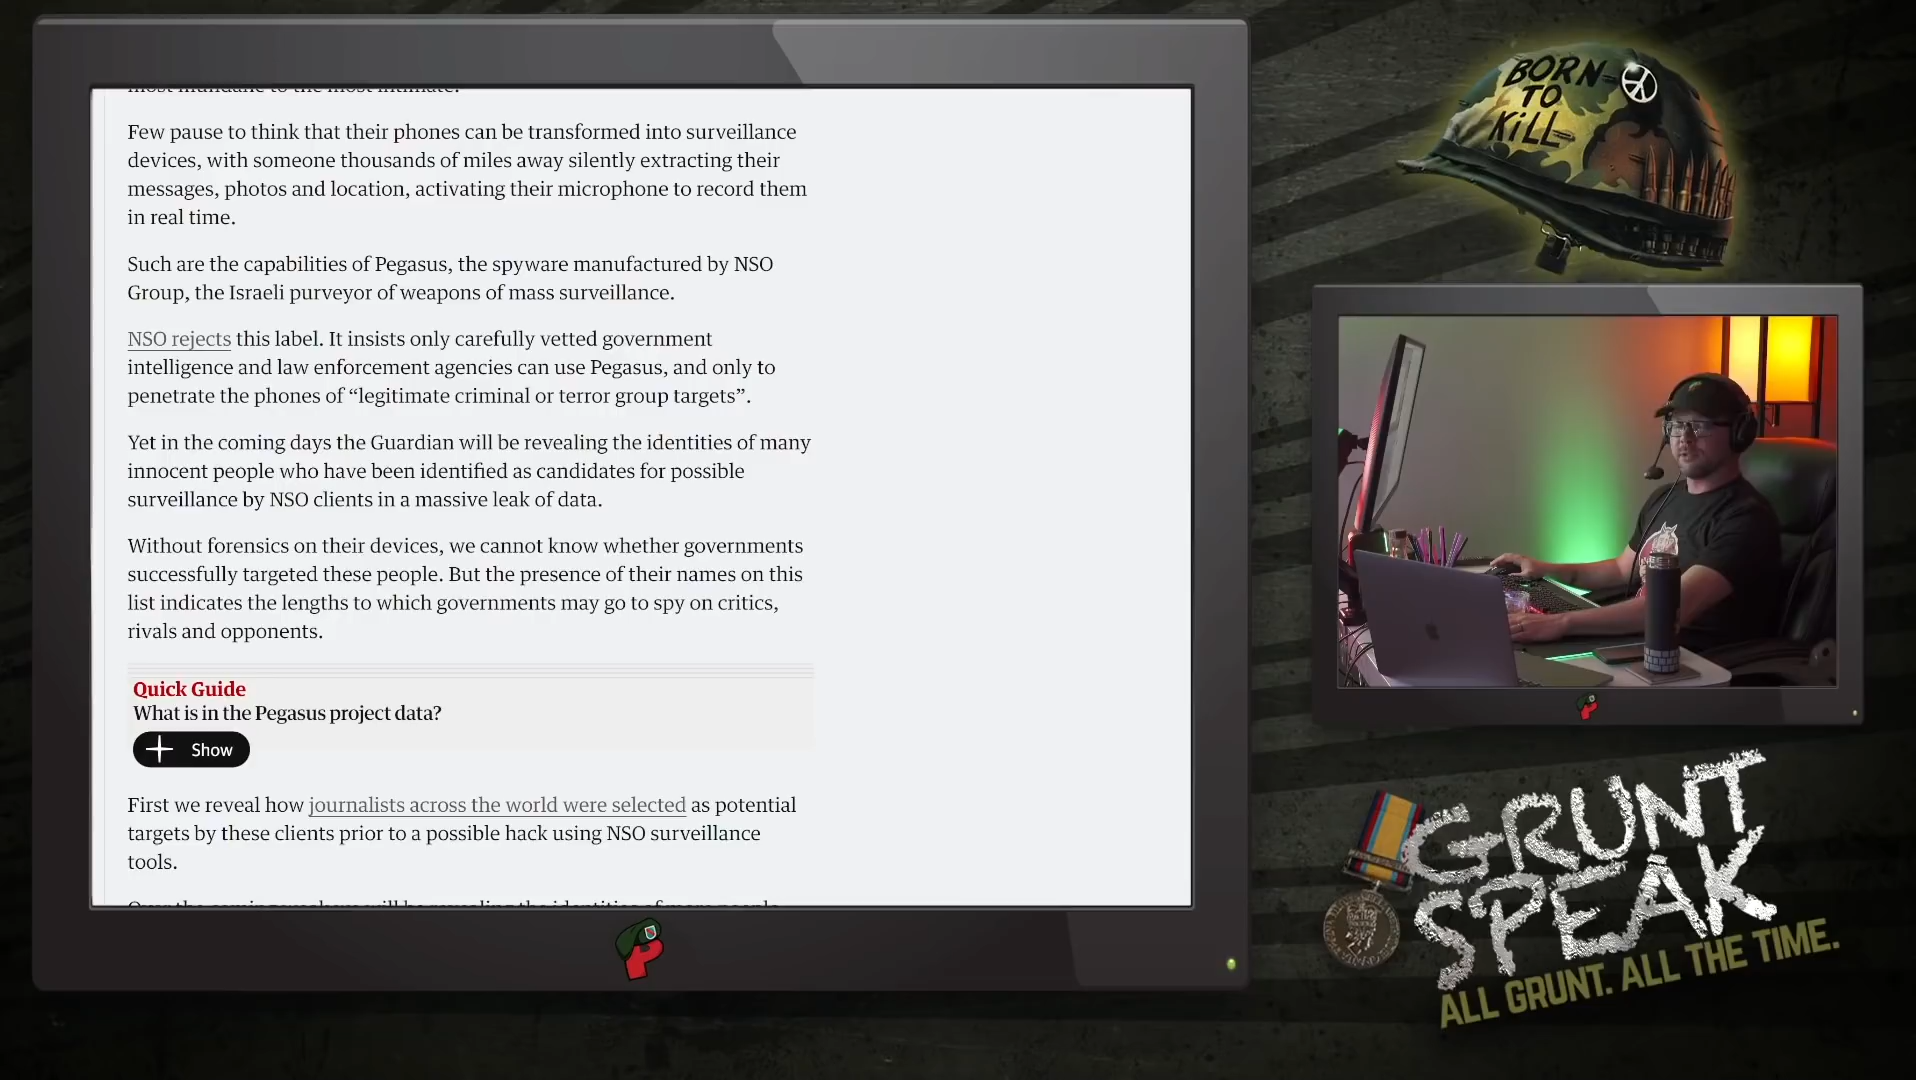 most mundane to the most intimate.
Few pause to think that their phones can be transformed into surveillance
devices, with someone thousands of miles away silently extracting their
messages, photos and location, activating their microphone to record them
in real time.
Such are the capabilities of Pegasus, the spyware manufactured by NSO
Group, the Israeli purveyor of weapons of mass surveillance.
NSO rejects this label. It insists only carefully vetted government
intelligence and law enforcement agencies can use Pegasus, and only to
penetrate the phones of “legitimate criminal or terror group targets”.
Yet in the coming days the Guardian will be revealing the identities of many
innocent people who have been identified as candidates for possible
surveillance by NSO clients in a massive leak of data.
Without forensics on their devices, we cannot know whether governments
successfully targeted these people. But the presence of their names on this
list indicates the lengths to which governments may go to spy on critics,
rivals and opponents.
Quick Guide
What is in the Pegasus project data?
Show
First we reveal how journalists across the world were selected as potential
targets by these clients prior to a possible hack using NSO surveillance
tools.
BORN
TO
KILL
GRUNT
SPEAK
ALL GRUNT. ALL THE TIME.